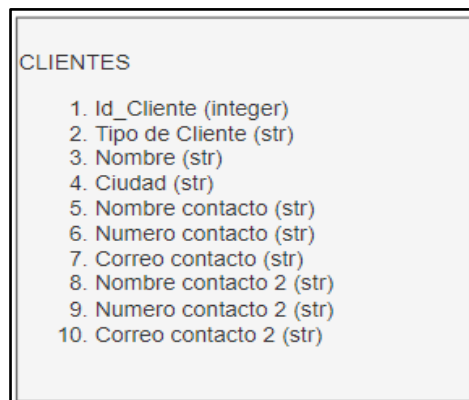 CLIENTES
1. Id_Cliente (integer)
2. Tipo de Cliente (str)
3. Nombre (str)
4. Ciudad (str)
5. Nombre contacto (str)
6. Numero contacto (str)
7. Correo contacto (str)
8. Nombre contacto 2 (str)
9. Numero contacto 2 (str)
10. Correo contacto 2 (str)